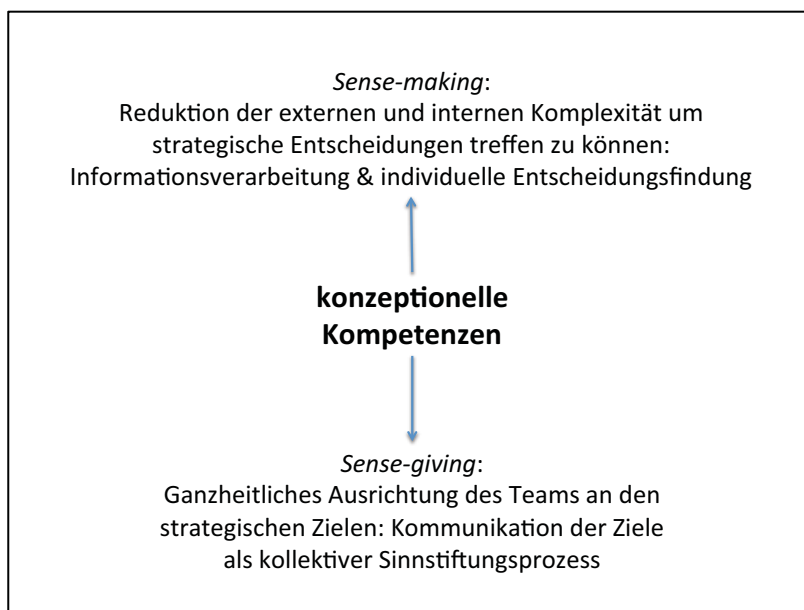 Sense-making:
Reduktion der externen und internen Komplexität um
strategische Entscheidungen treffen zu können:
Informationsverarbeitung & individuelle Entscheidungsfindung
konzeptionelle
Kompetenzen
Sense-giving:
Ganzheitliches Ausrichtung des Teams an den
strategischen Zielen: Kommunikation der Ziele
als kollektiver Sinnstiftungsprozess